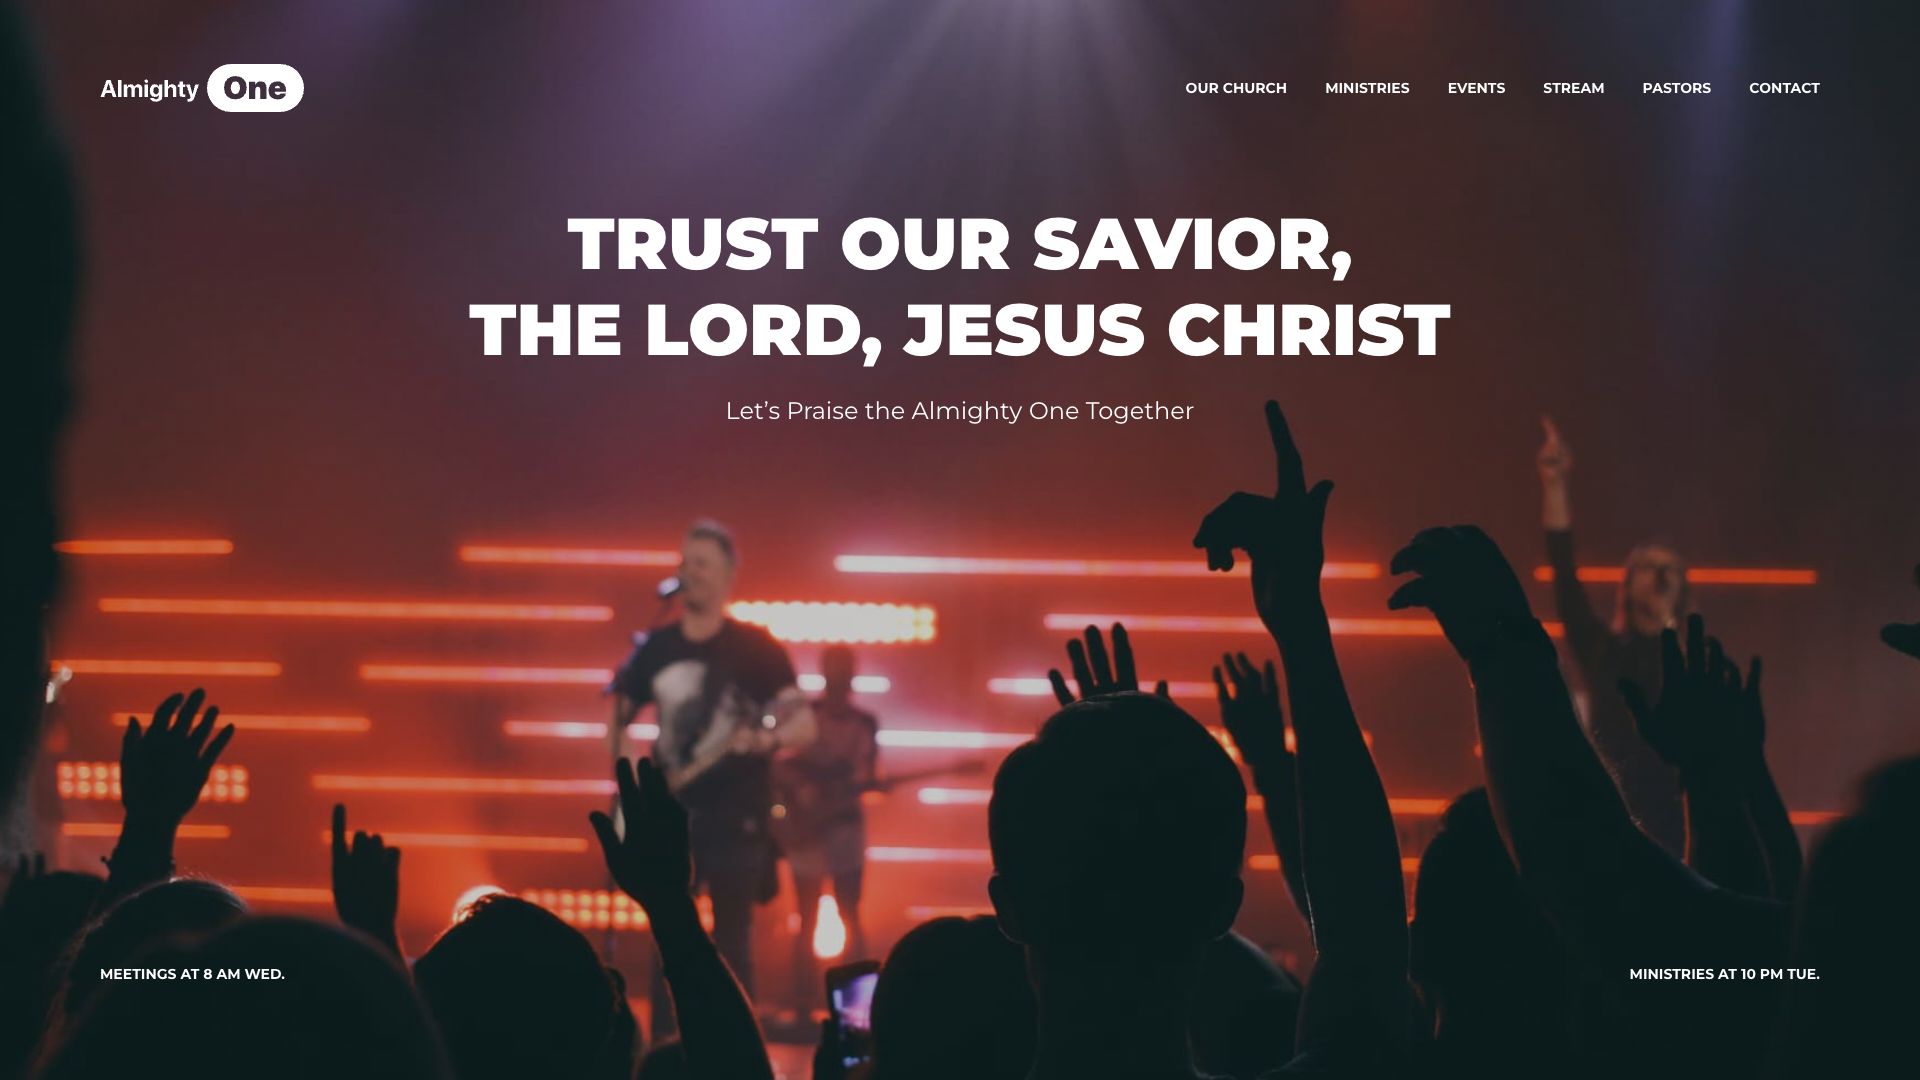 Almighty One
OUR CHURCH MINISTRIES EVENTS STREAM PASTORS CONTACT
TRUST OUR SAVIOR,
THE LORD, JESUS CHRIST
Let’s Praise the Almighty One Together
MEETINGS AT 8 AM WED.
MINISTRIES AT 10 PM TUE.